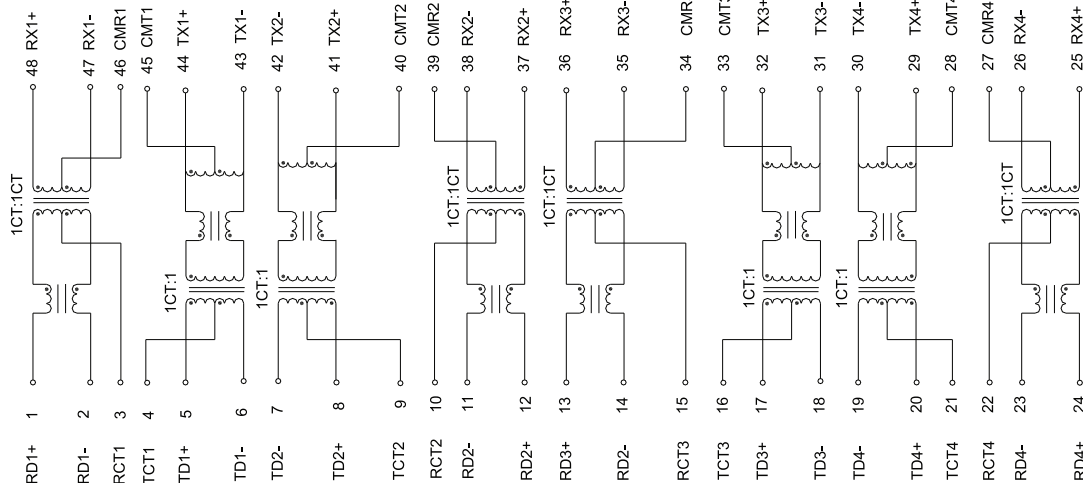 48 RX1+
47 RX1-
46 CMR1
45 CMT1
44 TX1+
43 TX1-
42 TX2-
41 TX2+
40 CMT2
39 CMR2
38 RX2-
37 RX2+
36 RX3+
35 RX3-
34 CMR
33 CMT3
32 TX3+
31 TX3-
30 TX4-
29 TX4+
28 CMT4
27 CMR4
26 RX4-
25 RX4+
1CT:1CT
1CT:1
1CT:1
1CT:1CT
1CT:1CT
1CT:1
1CT:1
1CT:1CT
RD1+ 1
RD1- 2
RCT1 3
TCT1 4
TD1+ 5
TD1- 6
TD2- 7
TD2+ 8
TCT2 9
RCT2 10
RD2- 11
RD2+ 12
RD3+ 13
RD2- 14
RCT3 15
TCT3 16
TD3+ 17
TD3- 18
TD4- 19
TD4+ 20
TCT4 21
RCT4 22
RD4- 23
RD4+ 24